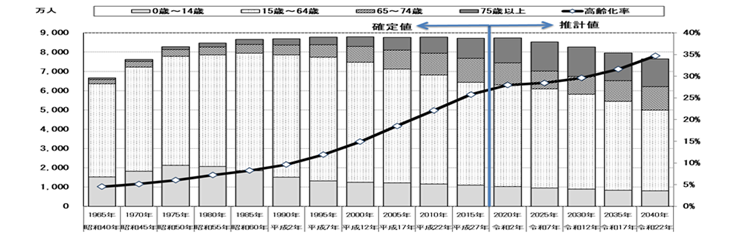 万人
0歳～14歳 15歳～64歳 65～74歳 75歳以上 高齢化率
確定値 推計値
9,000 40%
8,000 35%
7,000 30%
6,000 25%
5,000
4,000 20%
3,000 15%
2,000 10%
1,000 5%
0 0%
1965年 1970年 1975年 1980年 1985年 1990年 1995年 2000年 2005年 2010年 2015年 2020年 2025年 2030年 2035年 2040年
昭和40年 昭和45年 昭和50年 昭和55年 昭和60年 平成2年 平成7年 平成12年 平成17年 平成22年 平成27年 令和2年 令和7年 令和12年 令和17年 令和22年